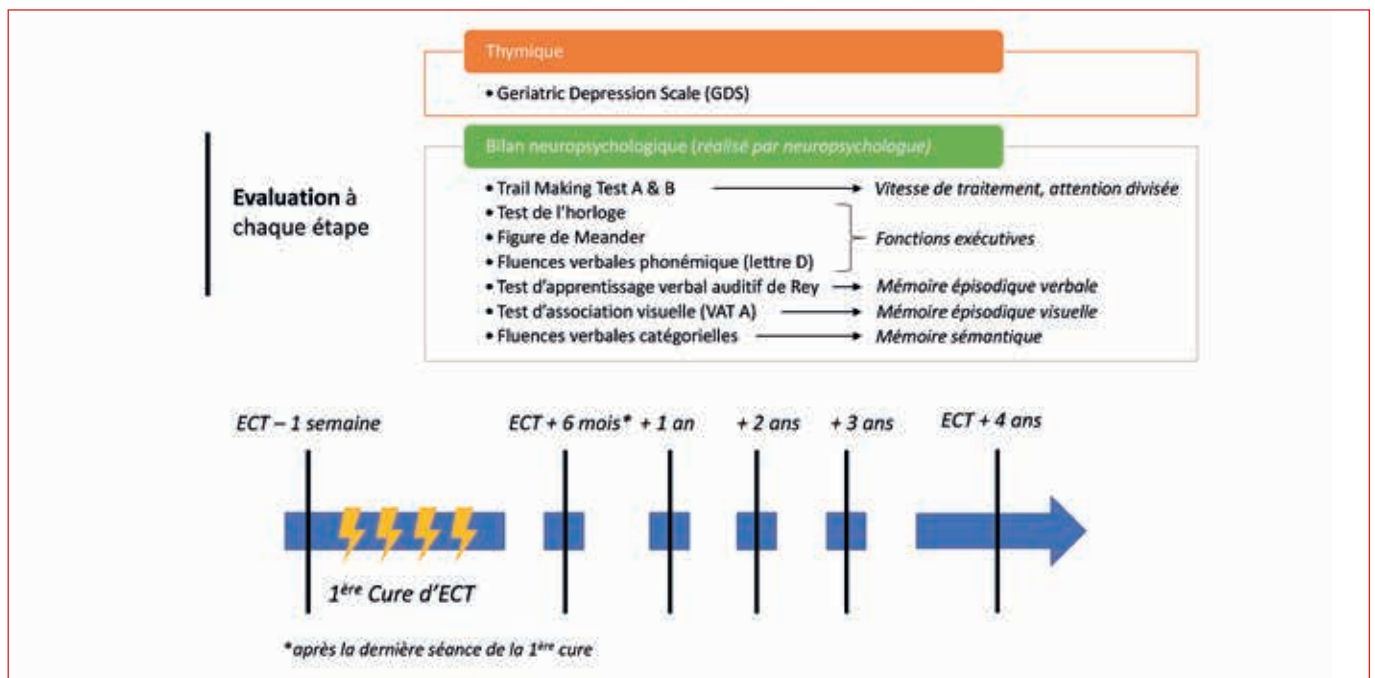 Thymique
• Geriatric Depression Scale (GDS)
Evaluation à
chaque étape
Bilan neuropsychologique (réalisé par neuropsychologue)
• Trail Making Test A & B
Vitesse de traitement, attention divisée
• Test de l'horloge
• Figure de Meander
Fonctions exécutives
• Fluences verbales phonémique (lettre D)
• Test d'apprentissage verbal auditif de Rey
Mémoire épisodique verbale
• Test d'association visuelle (VAT A)
Mémoire épisodique visuelle
• Fluences verbales catégorielles
Mémoire sémantique
ECT – 1 semaine
ECT + 6 mois*
+ 1 an
+ 2 ans
+ 3 ans
ECT + 4 ans
1ère Cure d'ECT
*après la dernière séance de la 1ère cure